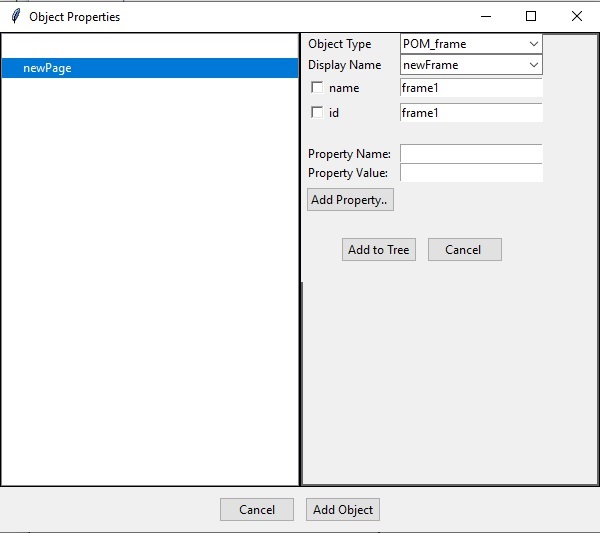 Object Properties
newPage
Object Type POM_frame
Display Name newFrame
name frame1
id frame1
Property Name:
Property Value:
Add Property..
Add to Tree Cancel
Cancel Add Object